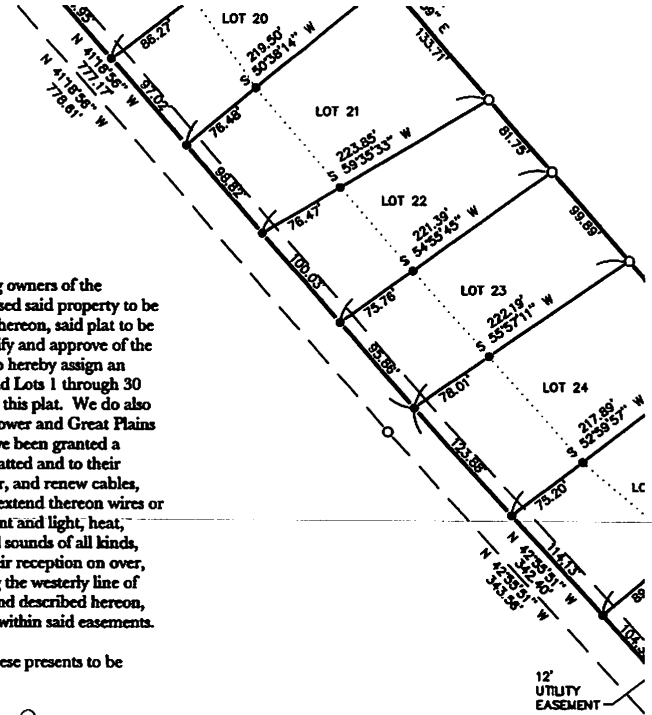 LOT 20
86.27'
219.50'
S 50°38'14" W
133.71'
N 41°18'56" W
777.17'
N 41°18'56" W
778.61'
97.02'
76.48'
LOT 21
223.85'
S 59°35'33" W
81.75'
98.82'
76.47'
LOT 22
221.39'
S 54°55'45" W
99.89'
100.03'
75.76'
LOT 23
222.19'
S 55°57'11" W
95.86'
78.01'
LOT 24
217.89'
S 52°59'57" W
123.85'
75.20'
N 42°55'51" W
342.40'
N 42°55'51" W
343.56'
114.13'
owners of the
sed said property to be
hereon, said plat to be
ify and approve of the
hereby assign an
Lots 1 through 30
this plat. We do also
ower and Great Plains
ve been granted a
atted and to their
r, and renew cables,
extend thereon wires or
nt and light, heat,
sounds of all kinds,
eir reception on over,
the westerly line of
nd described hereon,
within said easements.
ese presents to be
12'
UTILITY
EASEMENT